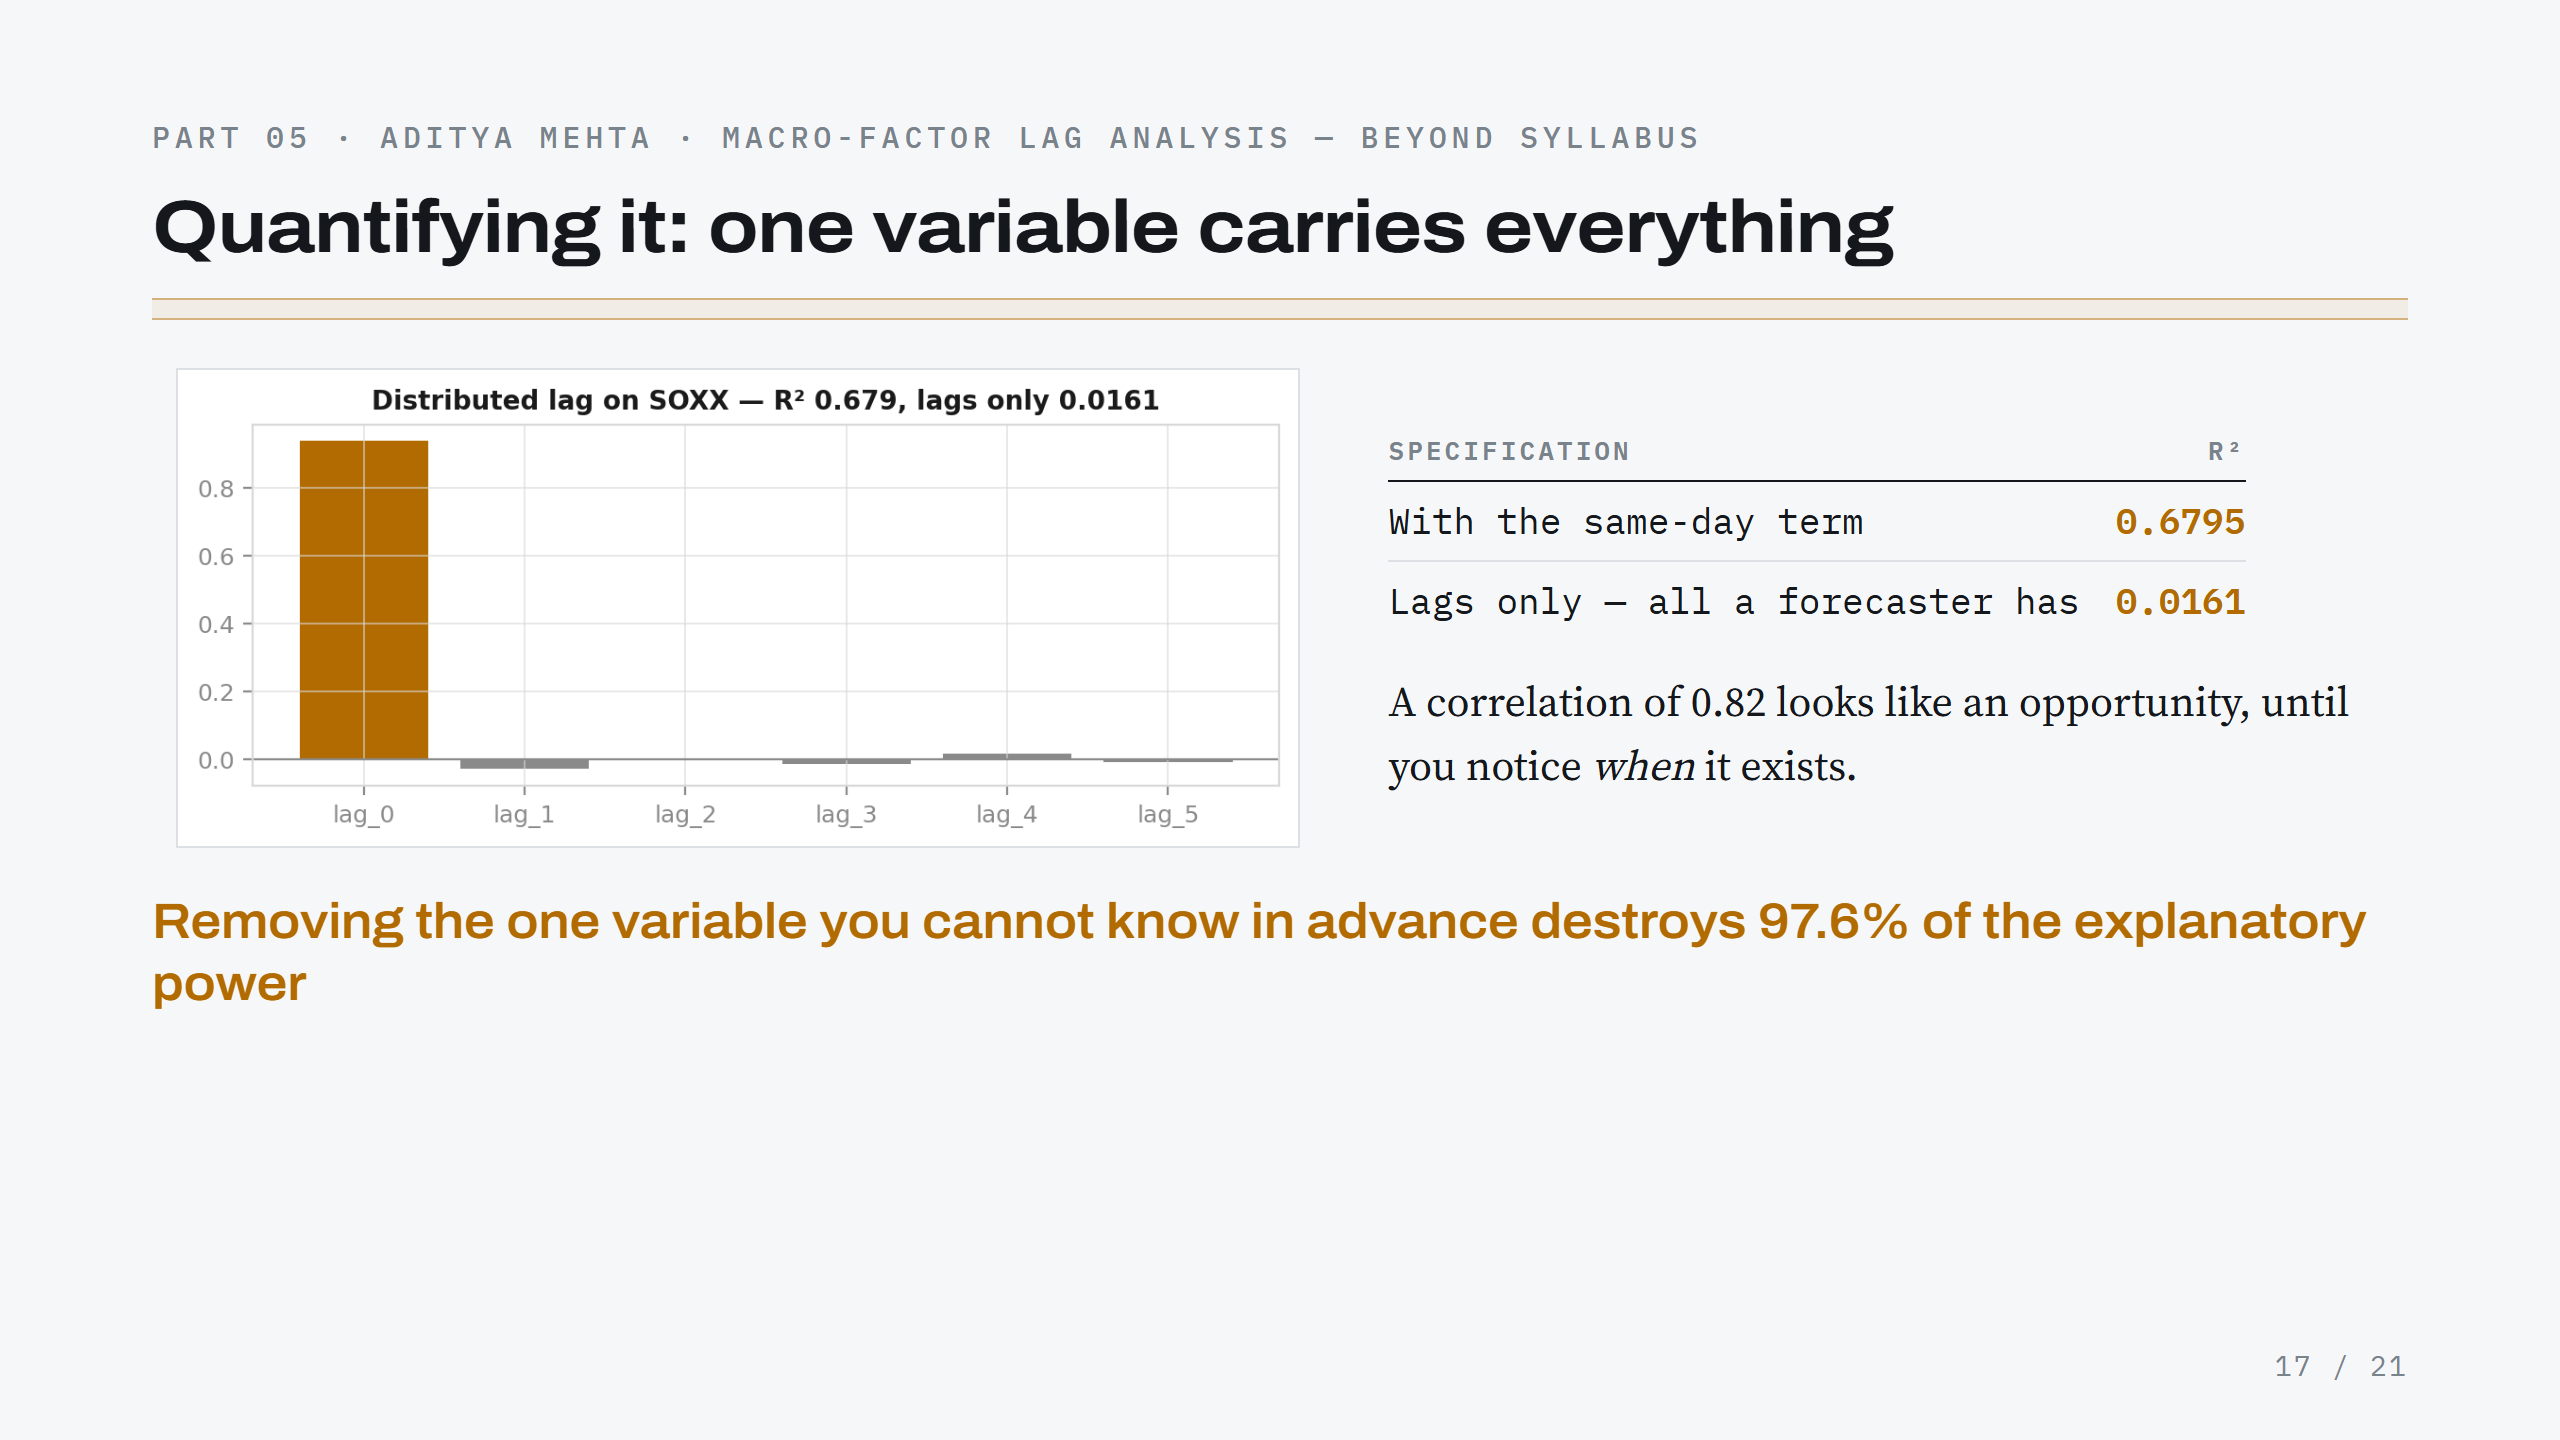 PART 05 · ADITYA MEHTA · MACRO-FACTOR LAG ANALYSIS — BEYOND SYLLABUS
Quantifying it: one variable carries everything
Distributed lag on SOXX — R² 0.679, lags only 0.0161
0.8
0.6
0.4
0.2
0.0
lag_0 lag_1 lag_2 lag_3 lag_4 lag_5
SPECIFICATION R²
With the same-day term 0.6795
Lags only — all a forecaster has 0.0161
A correlation of 0.82 looks like an opportunity, until
you notice when it exists.
Removing the one variable you cannot know in advance destroys 97.6% of the explanatory
power
17 / 21